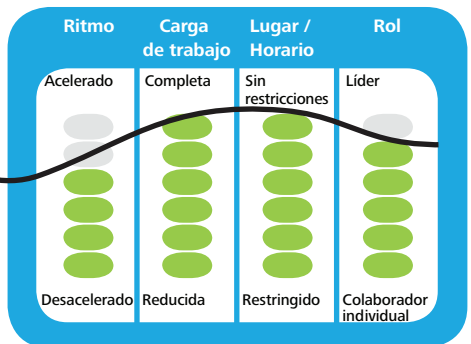 Ritmo
Carga
de trabajo
Lugar /
Horario
Rol
Acelerado
Completa
Sin
restricciones
Líder
Desacelerado
Reducida
Restringido
Colaborador
individual